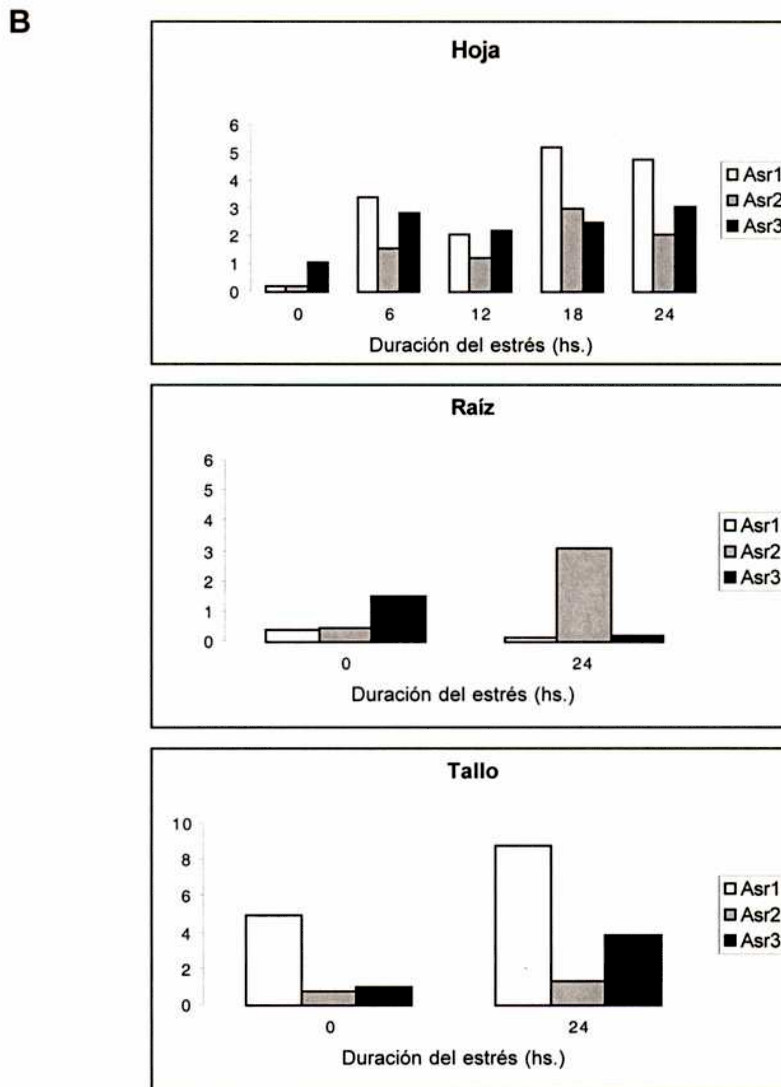 B
Hoja
6
5
4
3
2
1
0
0 6 12 18 24
Duración del estrés (hs.)
Asr1
Asr2
Asr3
Raíz
6
5
4
3
2
1
0
0 24
Duración del estrés (hs.)
Asr1
Asr2
Asr3
Tallo
10
8
6
4
2
0
0 24
Duración del estrés (hs.)
Asr1
Asr2
Asr3